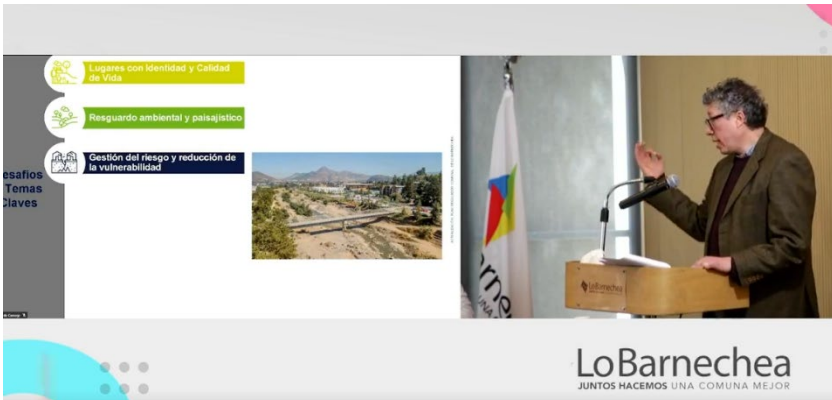 Lugares con Identidad y Calidad
de Vida
Resguardo ambiental y paisajístico
Gestión del riesgo y reducción de
la vulnerabilidad
esafíos
Temas
Claves
LoBarnechea
LoBarnechea
JUNTOS HACEMOS UNA COMUNA MEJOR